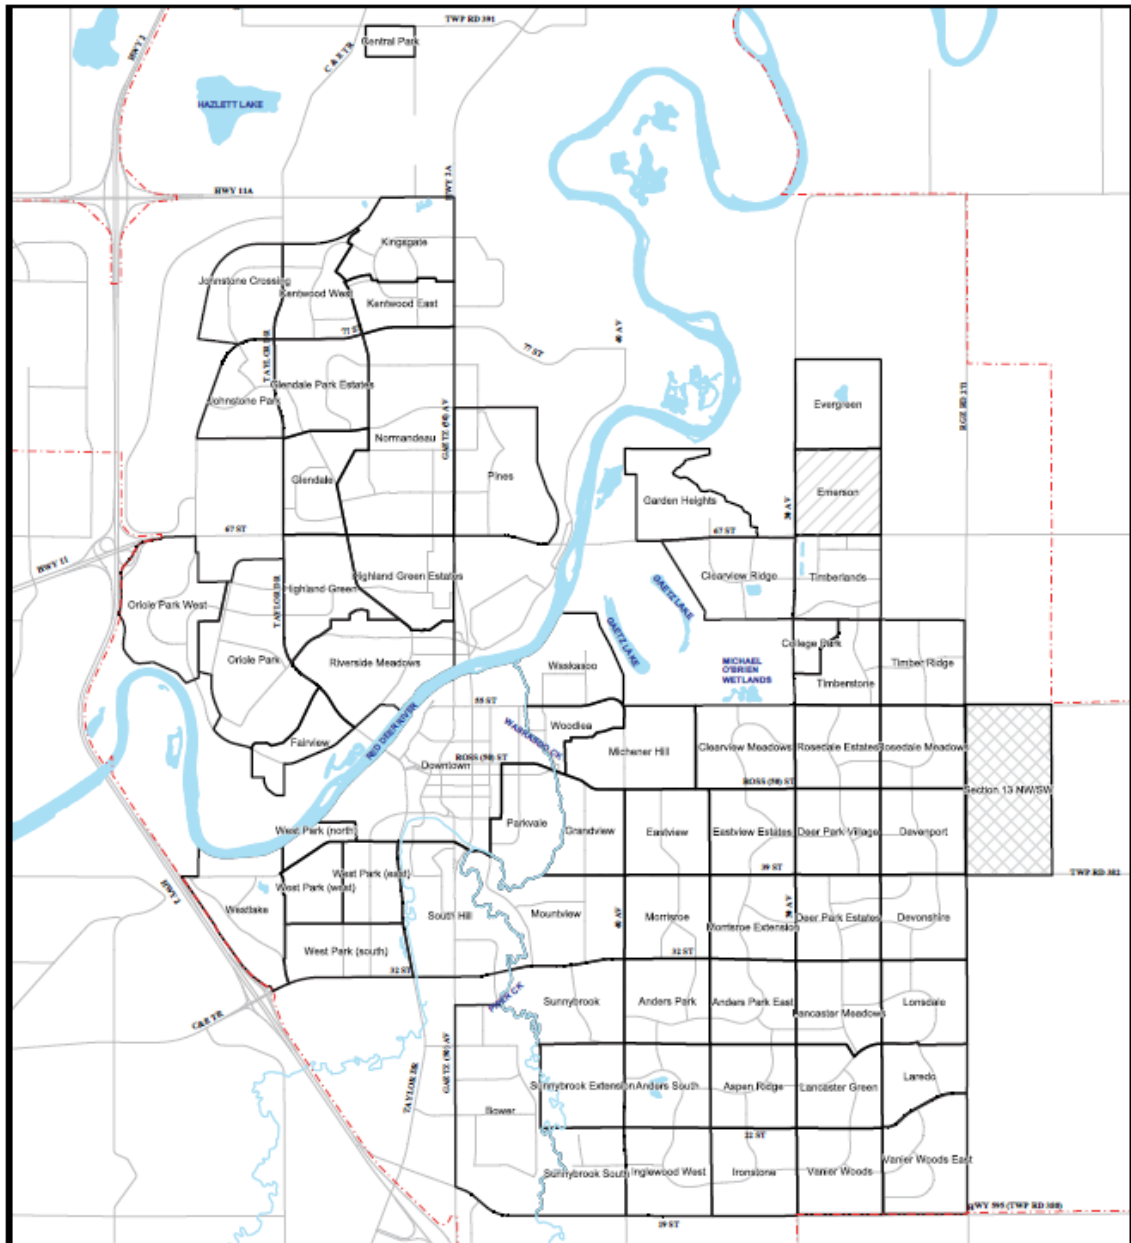 TWP RD 391
Central Park
HWY 2
C & E TR
HAZLETT LAKE
HWY 2A
HWY 11A
Kingsgate
Johnstone Crossing
Kentwood West
Kentwood East
77 ST
TAYLOR DR
77 ST
40 AV
Glendale Park Estates
Johnstone Park
Evergreen
RGE RD 271
GAETZ (50) AV
Normandeau
Glendale
Pines
Garden Heights
Emerson
30 AV
67 ST
67 ST
HWY 11
Highland Green Estates
Highland Green
TAYLOR DR
Clearview Ridge
Timberlands
GAETZ LAKE
Oriole Park West
GAETZ LAKE
College Park
Oriole Park
Riverside Meadows
Waskasoo
MICHAEL
O'BRIEN
WETLANDS
Timber Ridge
Timberstone
55 ST
RED DEER RIVER
WASKASOO CK
Woodlea
Fairview
Michener Hill
Clearview Meadows
Rosedale Estates
Rosedale Meadows
ROSS (50) ST
Downtown
ROSS (50) ST
Section 13 NW/SW
West Park (north)
Parkvale
Grandview
Eastview
Eastview Estates
Deer Park Village
Davenport
39 ST
TWP RD 382
HWY 2
West Park (east)
West Park (west)
Westlake
South Hill
Mountview
40 AV
Morrisroe
Morrisroe Extension
30 AV
Deer Park Estates
Devonshire
West Park (south)
32 ST
32 ST
PIPER CK
Sunnybrook
Anders Park
Anders Park East
Lancaster Meadows
Lonsdale
C&E TR
GAETZ (50) AV
TAYLOR DR
Sunnybrook Extension
Anders South
Aspen Ridge
Lancaster Green
Laredo
Bower
22 ST
Sunnybrook South
Inglewood West
Ironstone
Vanier Woods
Vanier Woods East
HWY 595 (TWP RD 380)
19 ST